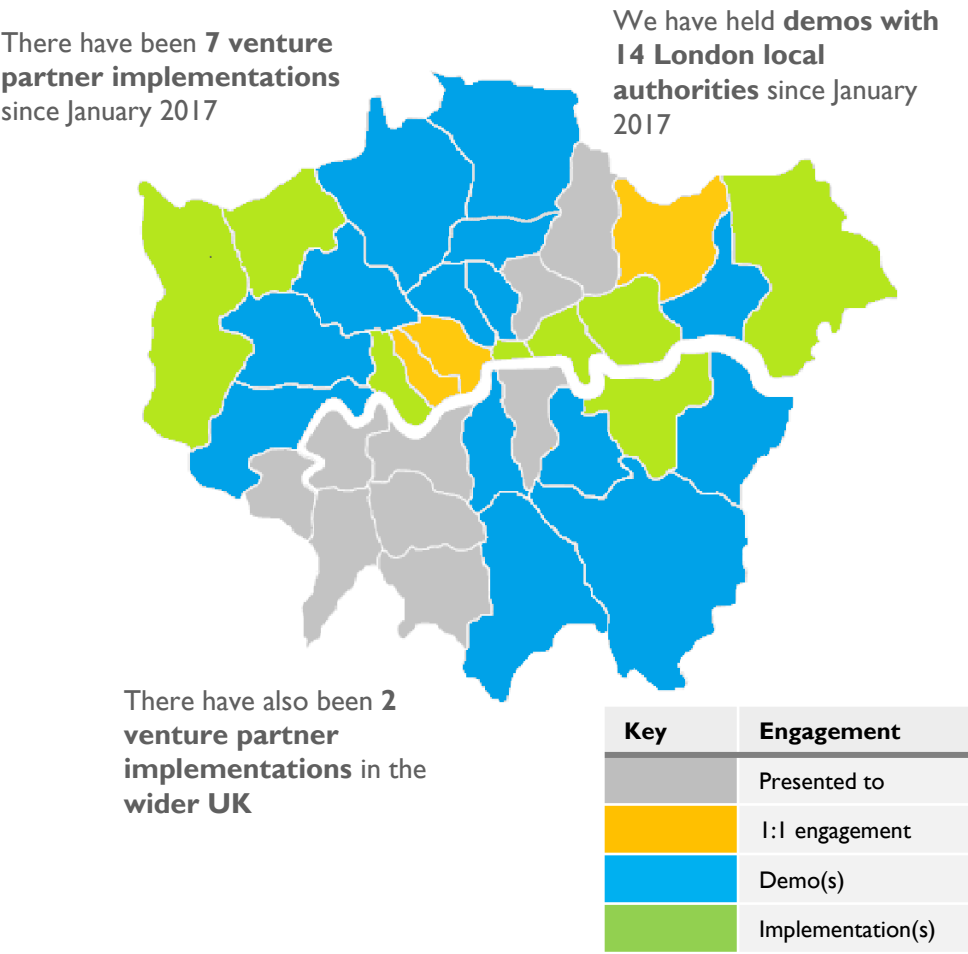 There have been 7 venture
partner implementations
since January 2017
We have held demos with
14 London local
authorities since January
2017
There have also been 2
venture partner
implementations in the
wider UK
Key Engagement
Presented to
1:1 engagement
Demo(s)
Implementation(s)